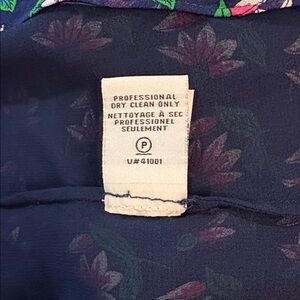 PROFESSIONAL
DRY CLEAN ONLY
NETTOYAGE À SEC
PROFESSIONEL
SEULEMENT
P
V#41001